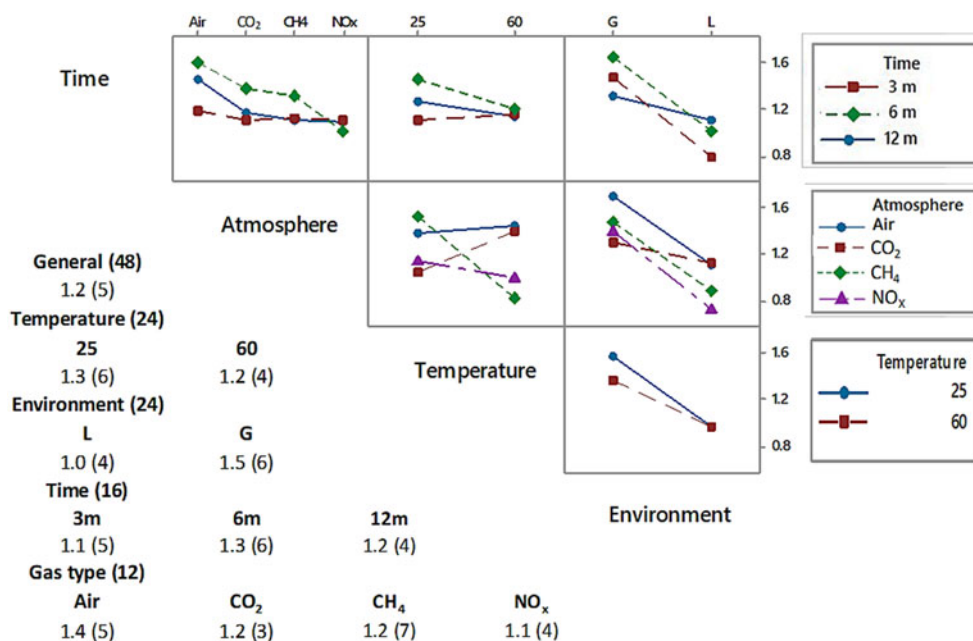 Air CO₂ CH4 NOx 25 60 G L
Time
1.6
1.2
0.8
Time
3 m
6 m
12 m
Atmosphere
1.6
1.2
0.8
Atmosphere
Air
CO₂
CH₄
NOₓ
Temperature
1.6
1.2
0.8
Temperature
25
60
Environment
General (48)
1.2 (5)
Temperature (24)
25 60
1.3 (6) 1.2 (4)
Environment (24)
L G
1.0 (4) 1.5 (6)
Time (16)
3m 6m 12m
1.1 (5) 1.3 (6) 1.2 (4)
Gas type (12)
Air CO₂ CH₄ NOₓ
1.4 (5) 1.2 (3) 1.2 (7) 1.1 (4)